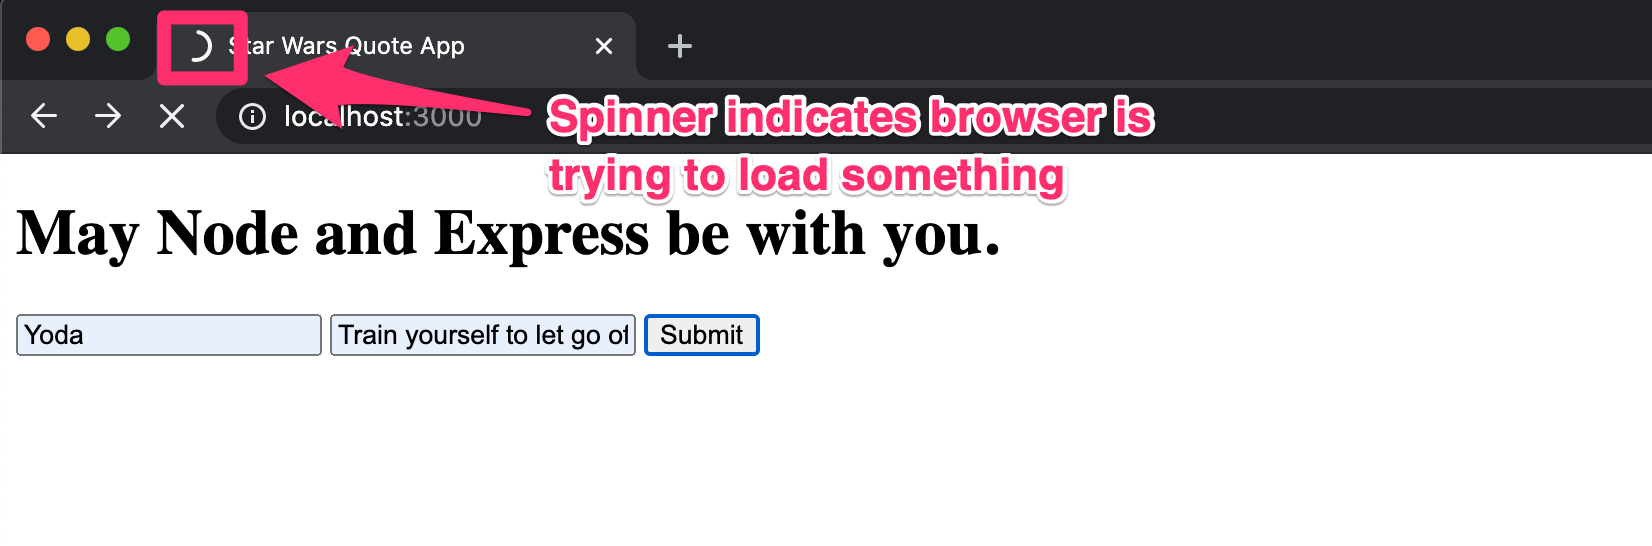 Star Wars Quote App
localhost:3000
Spinner indicates browser is
trying to load something
May Node and Express be with you.
Yoda
Train yourself to let go of
Submit